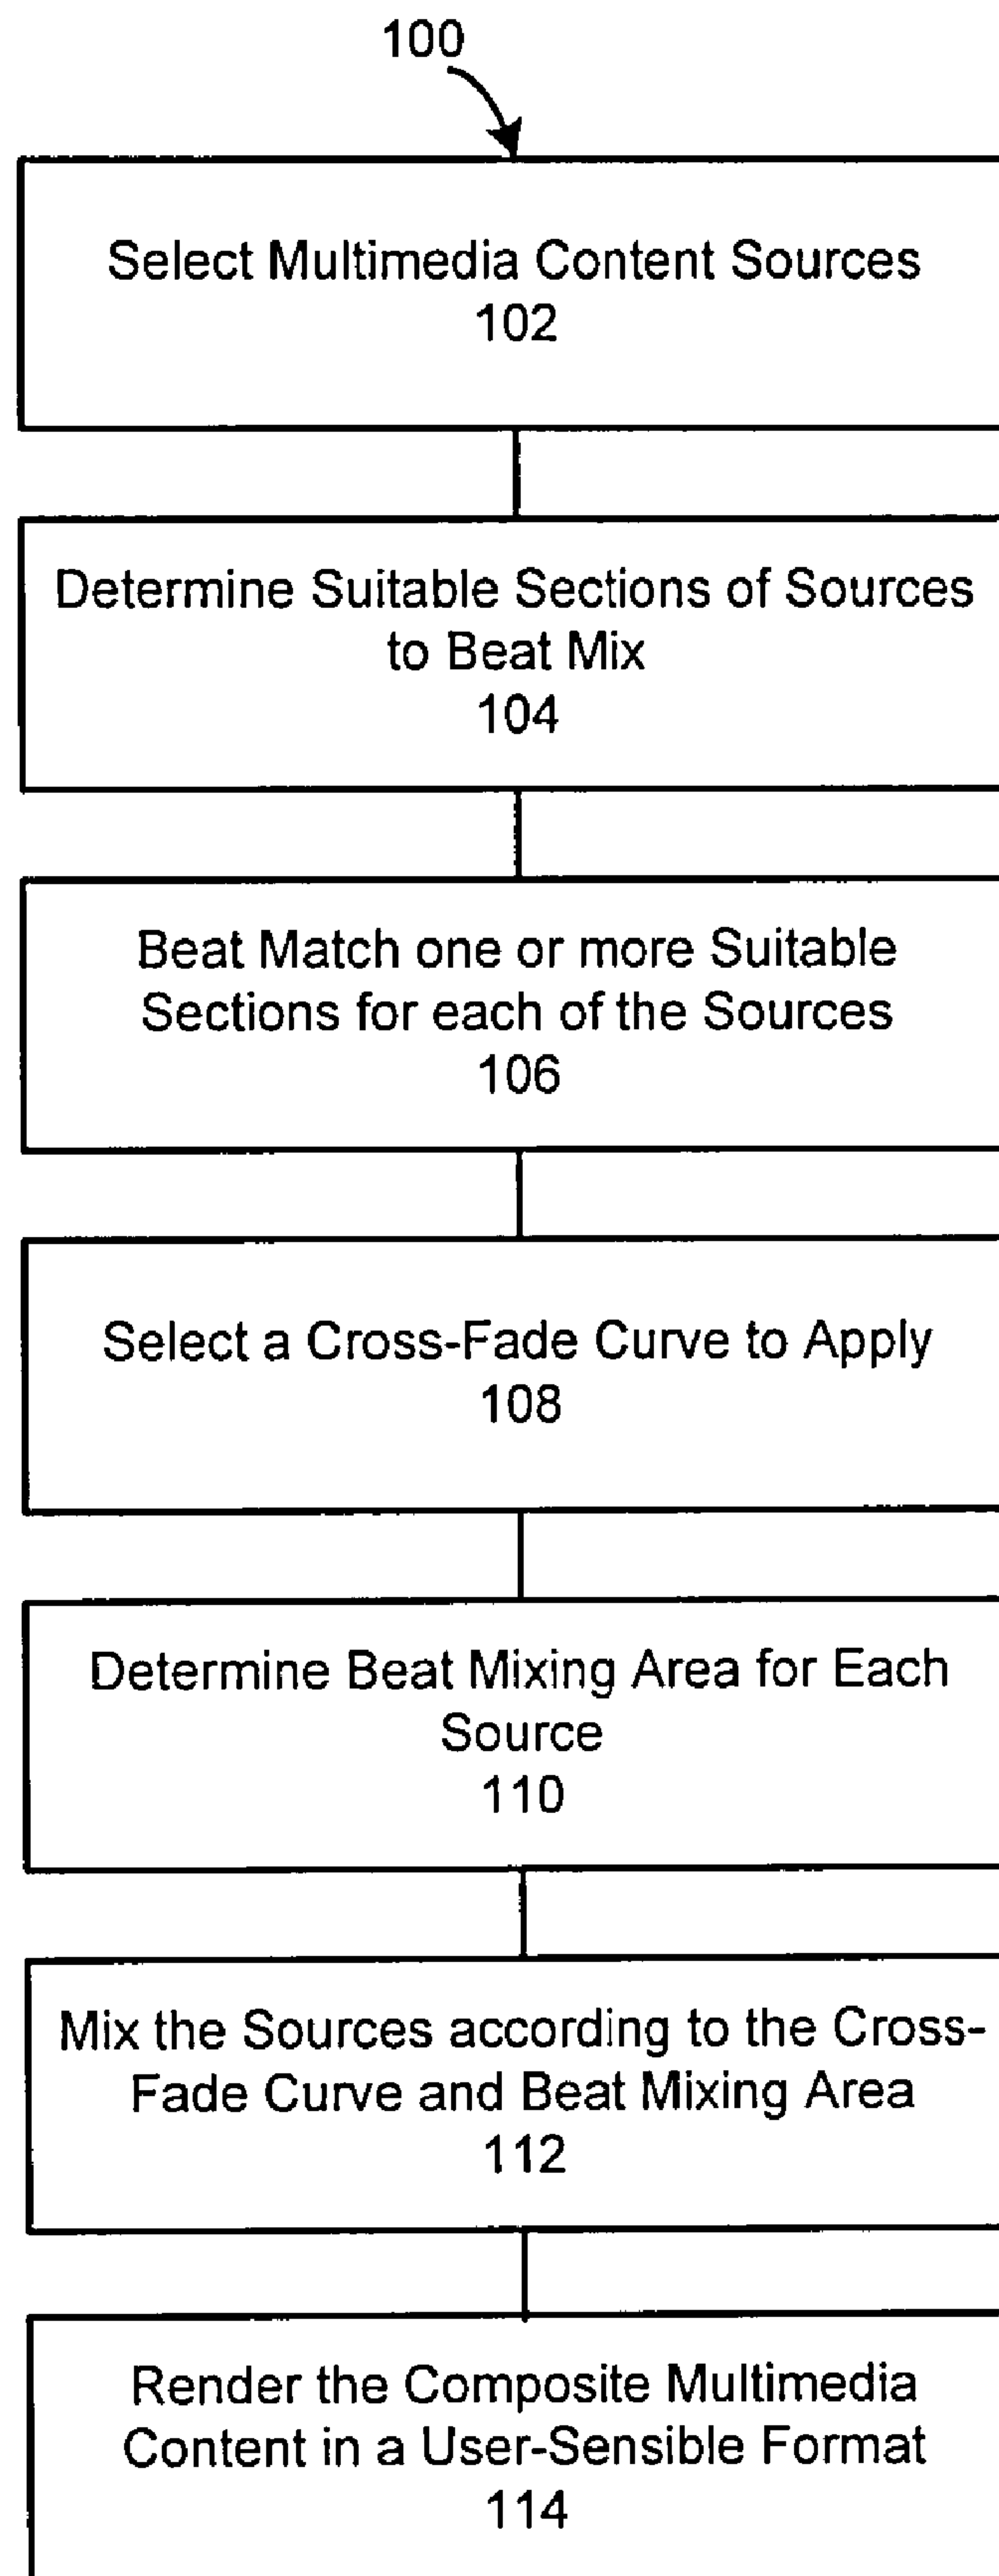 100
Select Multimedia Content Sources
102
Determine Suitable Sections of Sources
to Beat Mix
104
Beat Match one or more Suitable
Sections for each of the Sources
106
Select a Cross-Fade Curve to Apply
108
Determine Beat Mixing Area for Each
Source
110
Mix the Sources according to the Cross-
Fade Curve and Beat Mixing Area
112
Render the Composite Multimedia
Content in a User-Sensible Format
114